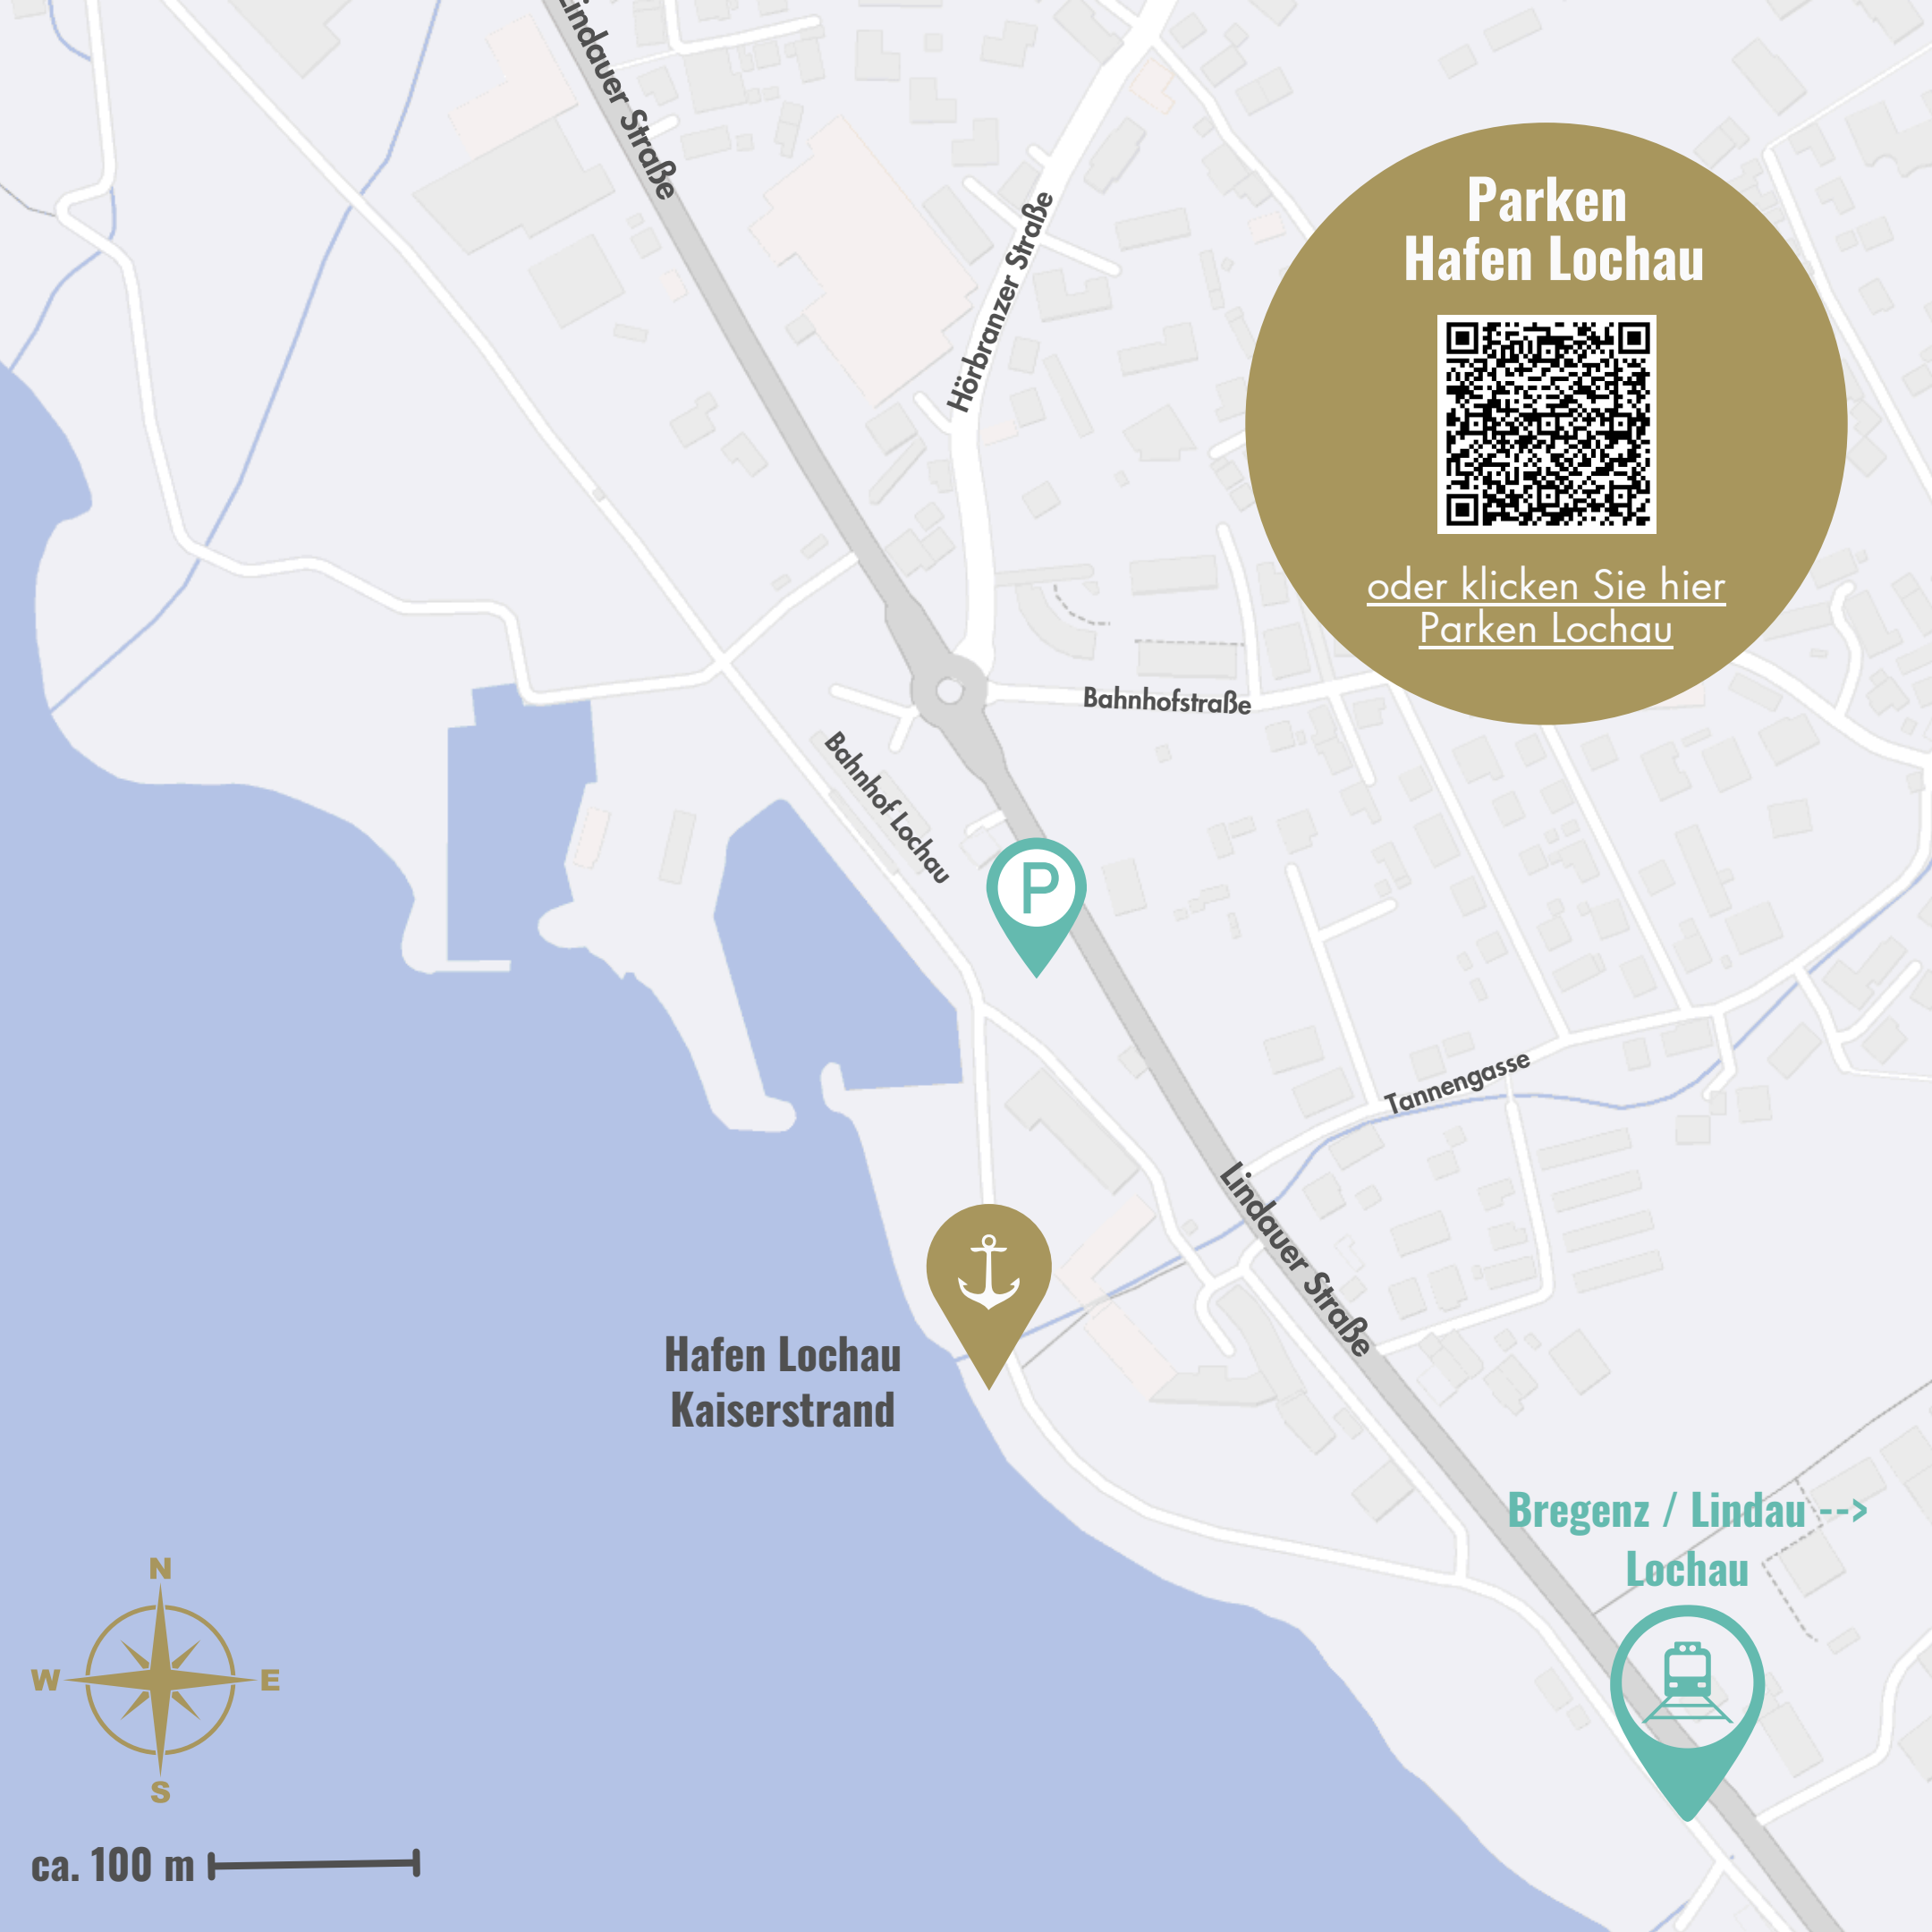 Lindauer Straße
Hörbranzer Straße
Parken
Hafen Lochau
oder klicken Sie hier
Parken Lochau
Bahnhofstraße
Bahnhof Lochau
P
Tannengasse
Lindauer Straße
Hafen Lochau
Kaiserstrand
Bregenz / Lindau -->
Lochau
N
W
E
S
ca. 100 m